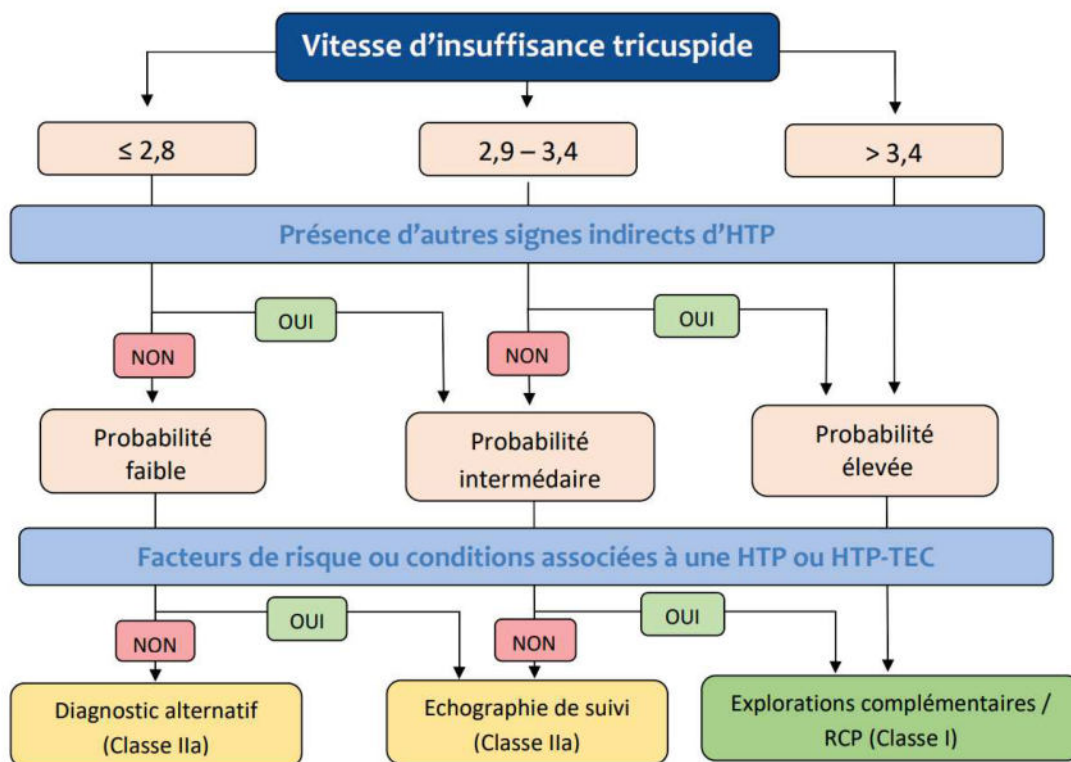 Vitesse d'insuffisance tricuspide
≤ 2,8
2,9 – 3,4
> 3,4
Présence d'autres signes indirects d'HTP
OUI
OUI
NON
NON
Probabilité
faible
Probabilité
intermédaire
Probabilité
élevée
Facteurs de risque ou conditions associées à une HTP ou HTP-TEC
OUI
OUI
NON
NON
Diagnostic alternatif
(Classe IIa)
Echographie de suivi
(Classe IIa)
Explorations complémentaires /
RCP (Classe I)